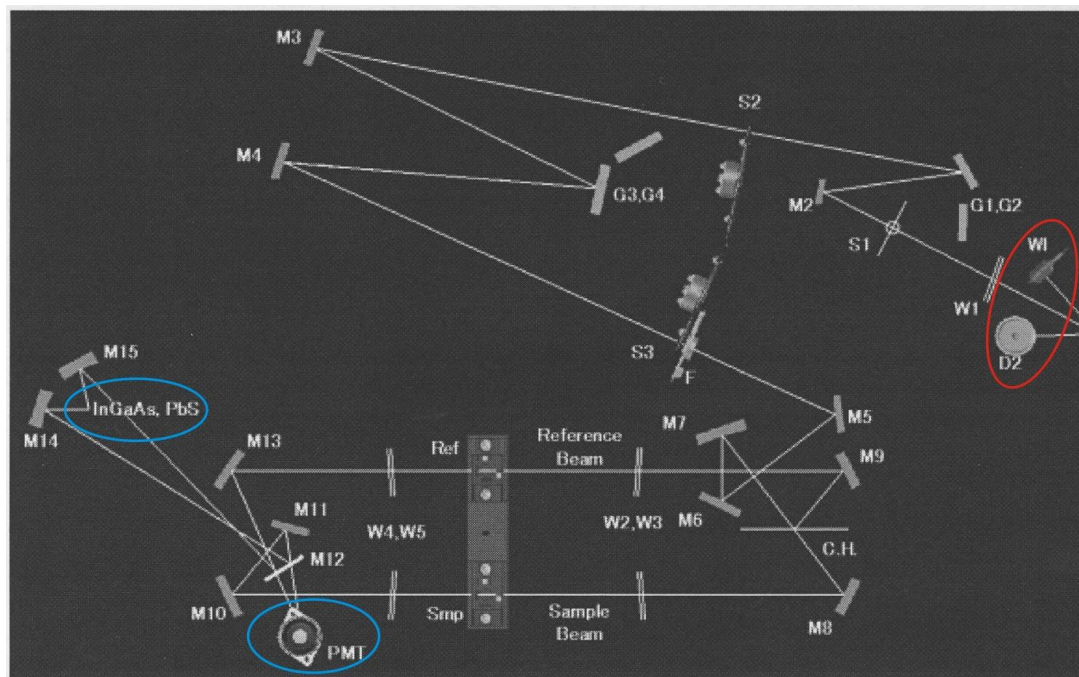 M3
S2
M4
M2
G3,G4
G1,G2
S1
WI
W1
D2
S3
F
M15
InGaAs, PbS
M14
M5
M7
M13
Ref
Reference
Beam
M9
M11
W4,W5
W2,W3
M6
C.H.
M12
M10
Smp
Sample
Beam
M8
PMT